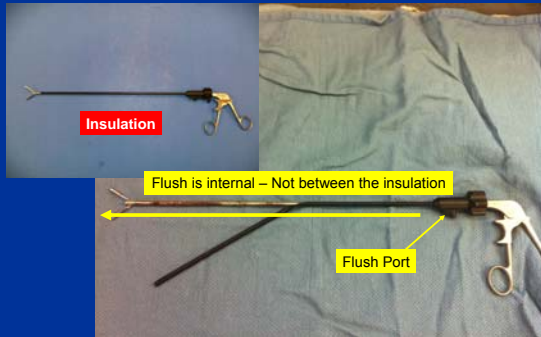 Insulation
Flush is internal – Not between the insulation
Flush Port